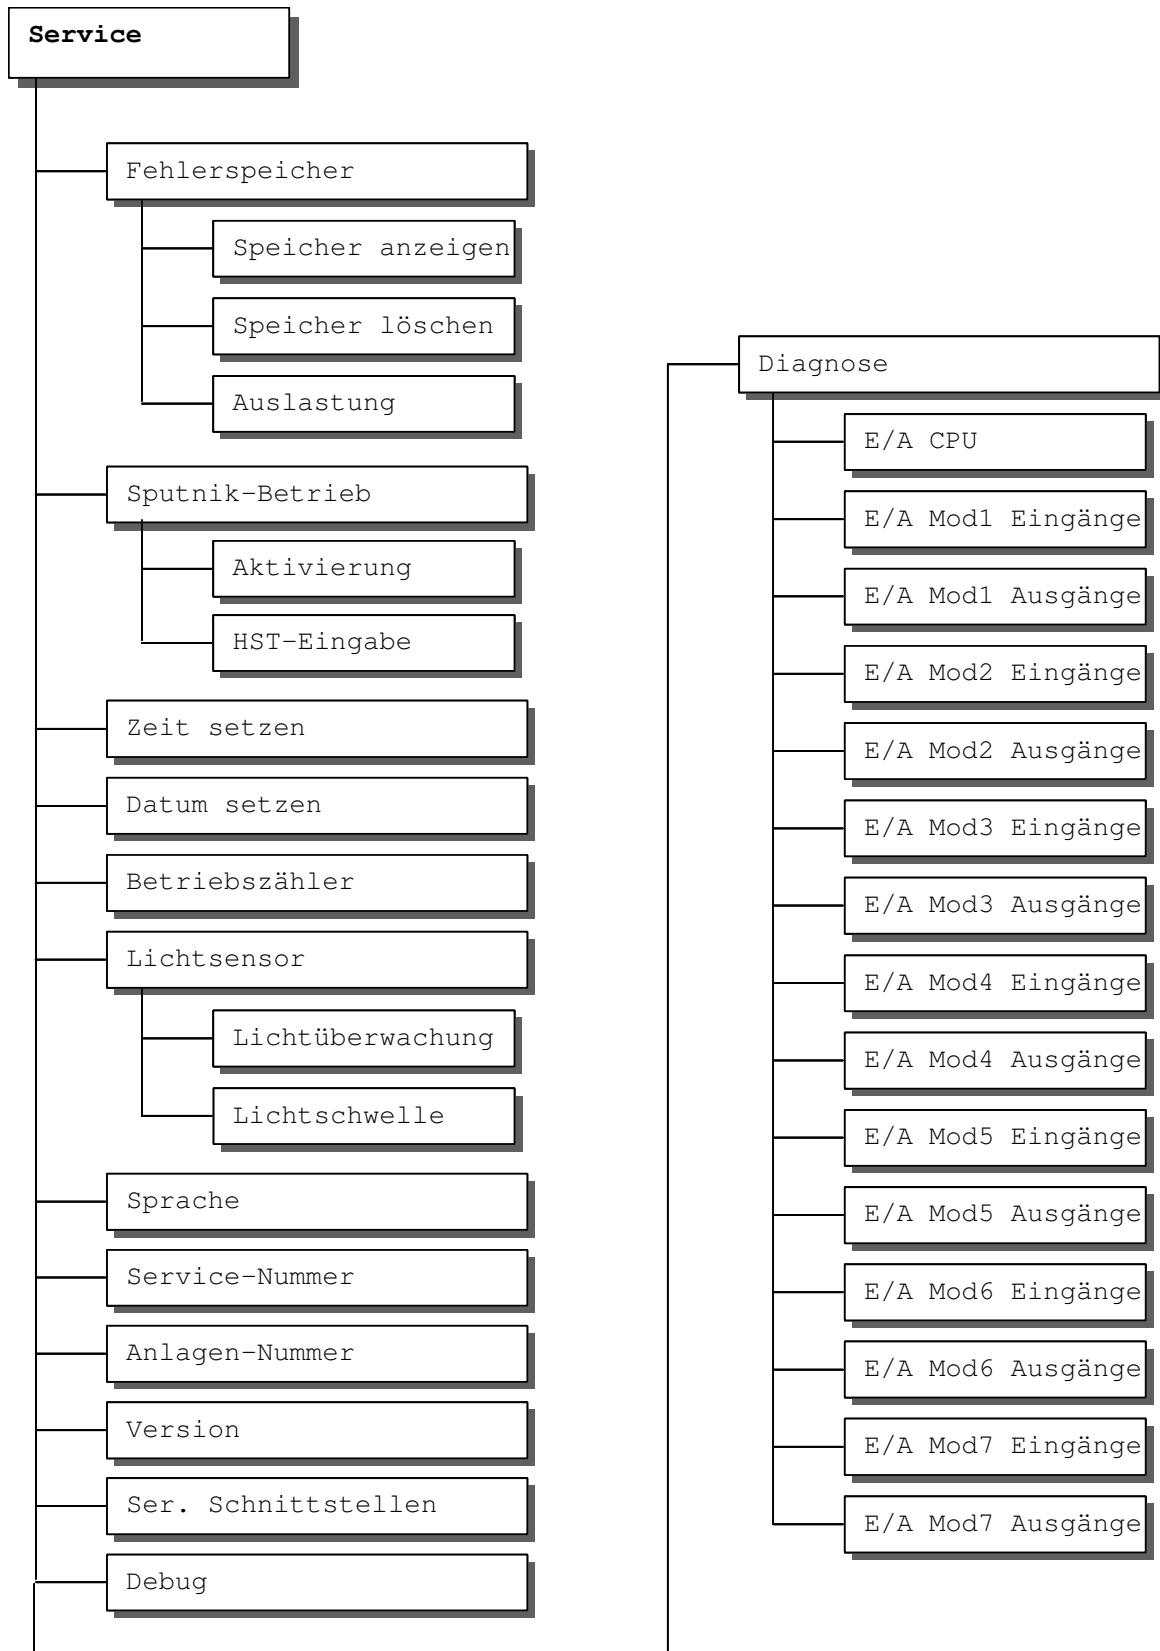 Service
Fehlerspeicher
Speicher anzeigen
Speicher löschen
Auslastung
Sputnik-Betrieb
Aktivierung
HST-Eingabe
Zeit setzen
Datum setzen
Betriebszähler
Lichtsensor
Lichtüberwachung
Lichtschwelle
Sprache
Service-Nummer
Anlagen-Nummer
Version
Ser. Schnittstellen
Debug
Diagnose
E/A CPU
E/A Mod1 Eingänge
E/A Mod1 Ausgänge
E/A Mod2 Eingänge
E/A Mod2 Ausgänge
E/A Mod3 Eingänge
E/A Mod3 Ausgänge
E/A Mod4 Eingänge
E/A Mod4 Ausgänge
E/A Mod5 Eingänge
E/A Mod5 Ausgänge
E/A Mod6 Eingänge
E/A Mod6 Ausgänge
E/A Mod7 Eingänge
E/A Mod7 Ausgänge